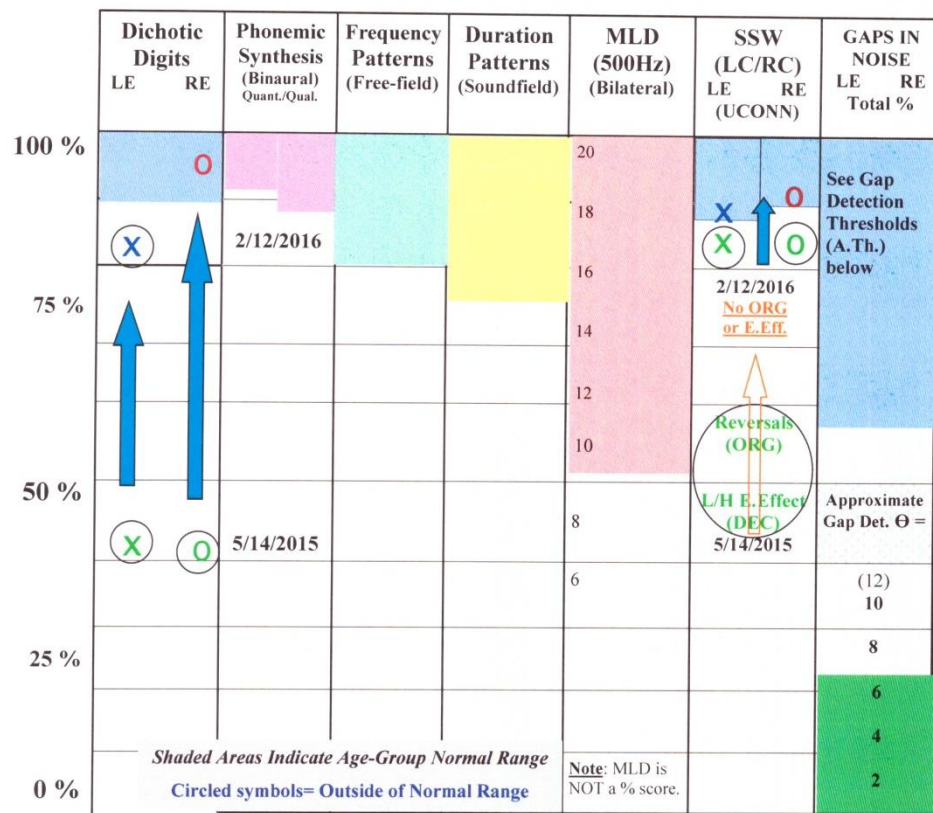 Dichotic
Digits
LE RE
Phonemic
Synthesis
(Binaural)
Quant./Qual.
Frequency
Patterns
(Free-field)
Duration
Patterns
(Soundfield)
MLD
(500Hz)
(Bilateral)
SSW
(LC/RC)
LE RE
(UCONN)
GAPS IN
NOISE
LE RE
Total %
100 %
75 %
50 %
25 %
0 %
O
X
X
O
2/12/2016
5/14/2015
20
18
16
14
12
10
8
6
X
O
X
O
2/12/2016
No ORG
or E.Eff.
Reversals
(ORG)
L/H E.Effect
(DEC)
5/14/2015
See Gap
Detection
Thresholds
(A.Th.)
below
Approximate
Gap Det. Ө =
(12)
10
8
6
4
2
Shaded Areas Indicate Age-Group Normal Range
Circled symbols= Outside of Normal Range
Note: MLD is
NOT a % score.